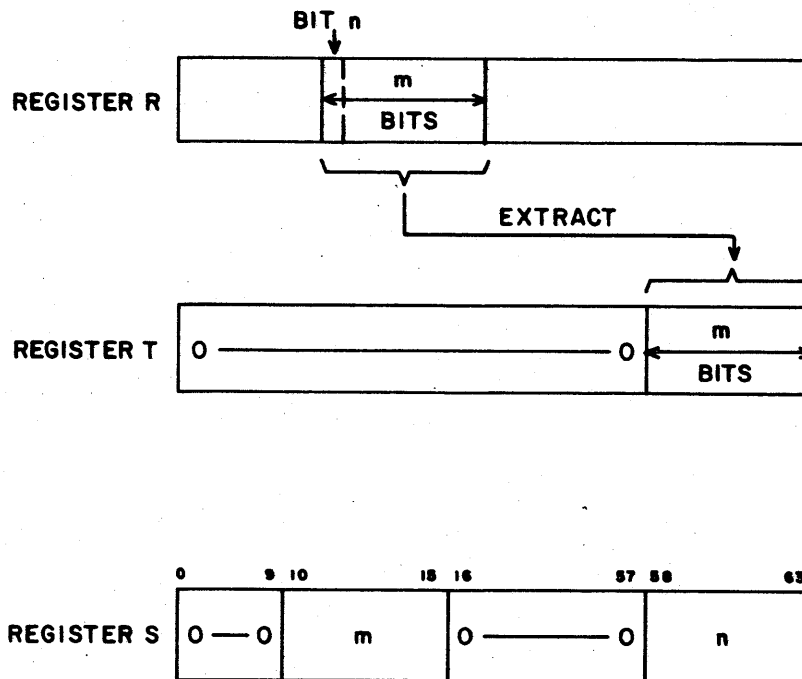 BIT n
REGISTER R
m
BITS
EXTRACT
REGISTER T
0 0
m
BITS
0 9 10 15 16 57 58 63
REGISTER S
0 0 m 0 0 n